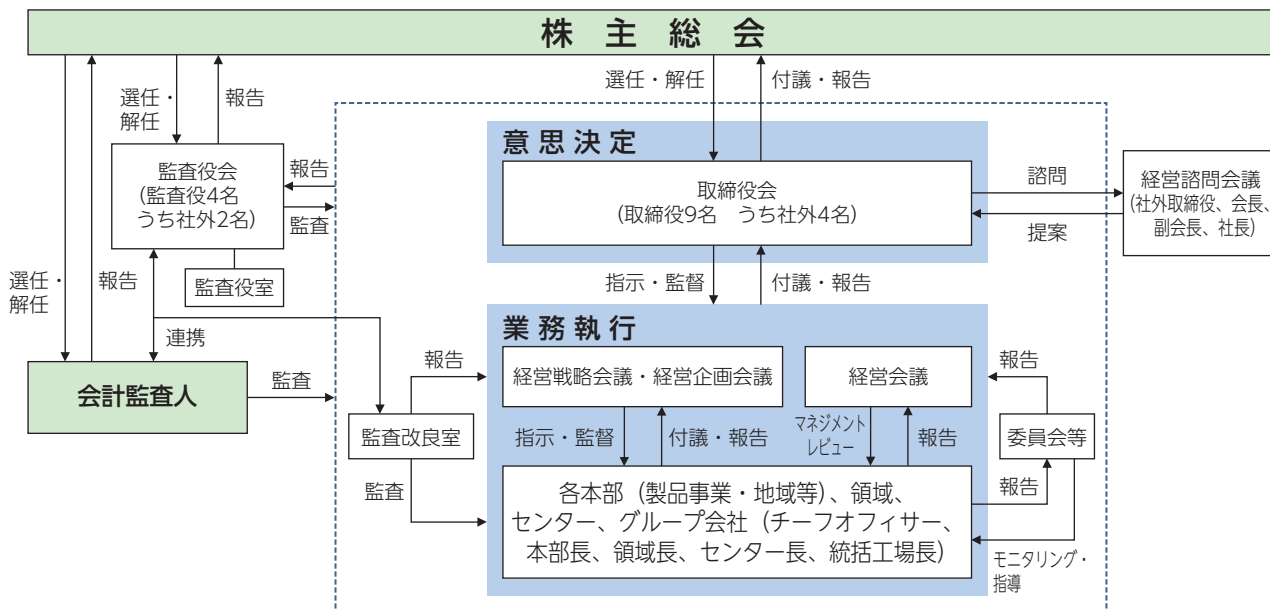 株主総会
選任・
解任
報告
選任・解任
付議・報告
監査役会
(監査役4名
うち社外2名)
報告
監査
監査役室
意思決定
取締役会
(取締役9名　うち社外4名)
諮問
提案
経営諮問会議
(社外取締役、会長、
副会長、社長)
選任・
解任
報告
連携
指示・監督
付議・報告
会計監査人
監査
業務執行
報告
経営戦略会議・経営企画会議
経営会議
報告
監査改良室
指示・監督
付議・報告
マネジメント
レビュー
報告
委員会等
監査
各本部（製品事業・地域等）、領域、
センター、グループ会社（チーフオフィサー、
本部長、領域長、センター長、統括工場長）
報告
モニタリング・
指導